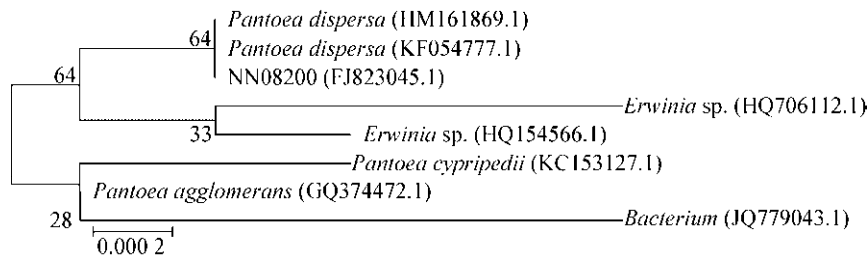 Pantoea dispersa (HM161869.1)
64
Pantoea dispersa (KF054777.1)
64
NN08200 (FJ823045.1)
Erwinia sp. (HQ706112.1)
33
Erwinia sp. (HQ154566.1)
Pantoea cypripedii (KC153127.1)
Pantoea agglomerans (GQ374472.1)
28
Bacterium (JQ779043.1)
0.000 2